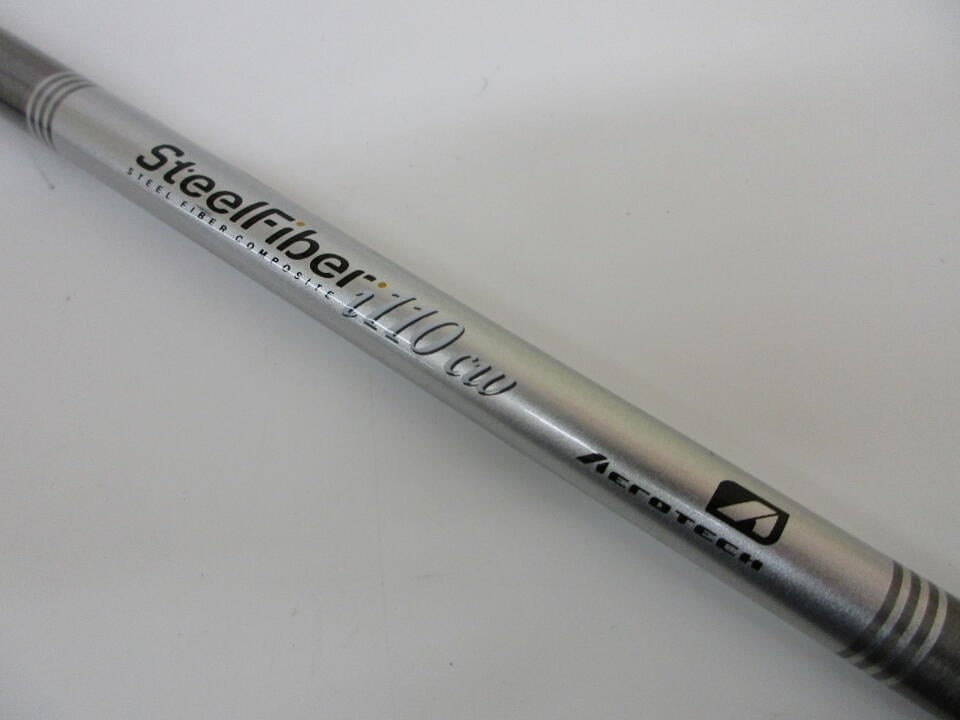 SteelFiber i110 cw
STEEL FIBER COMPOSITE
AEROTECH